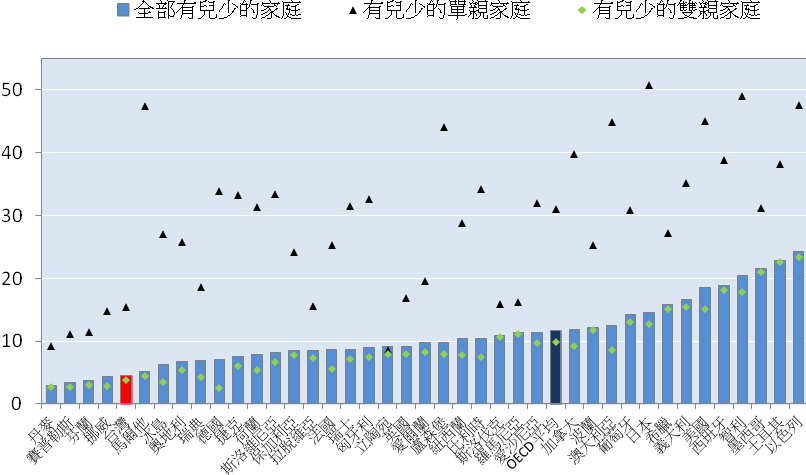 全部有兒少的家庭
有兒少的單親家庭
有兒少的雙親家庭
50
40
30
20
10
0
丹麥
賽普勒斯
芬蘭
挪威
台灣
馬爾他
冰島
奧地利
瑞典
德國
捷克
荷蘭
斯洛維尼亞
保加利亞
拉脫維亞
法國
瑞士
匈牙利
立陶宛
英國
愛爾蘭
盧森堡
紐西蘭
比利時
斯洛伐克
羅馬尼亞
愛沙尼亞
OECD平均
加拿大
波蘭
澳大利亞
葡萄牙
日本
希臘
義大利
美國
西班牙
智利
墨西哥
土耳其
以色列